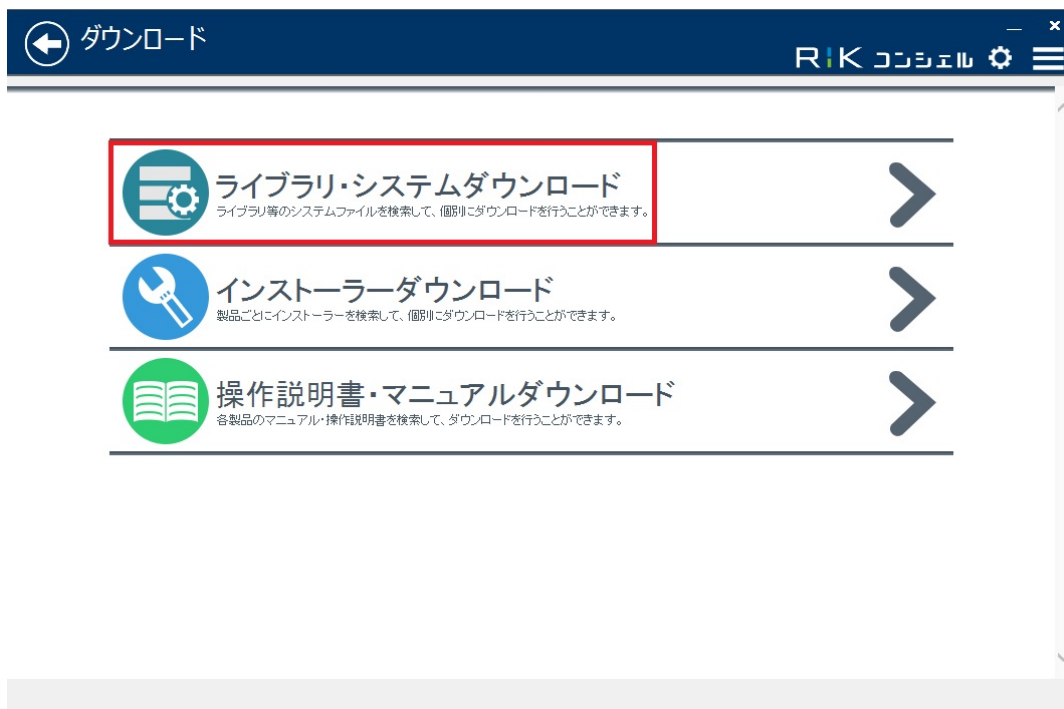 ダウンロード
RIK コンシェル
ライブラリ・システムダウンロード
ライブラリ等のシステムファイルを検索して、個別にダウンロードを行うことができます。
インストーラーダウンロード
製品ごとにインストーラーを検索して、個別にダウンロードを行うことができます。
操作説明書・マニュアルダウンロード
各製品のマニュアル・操作説明書を検索して、ダウンロードを行うことができます。